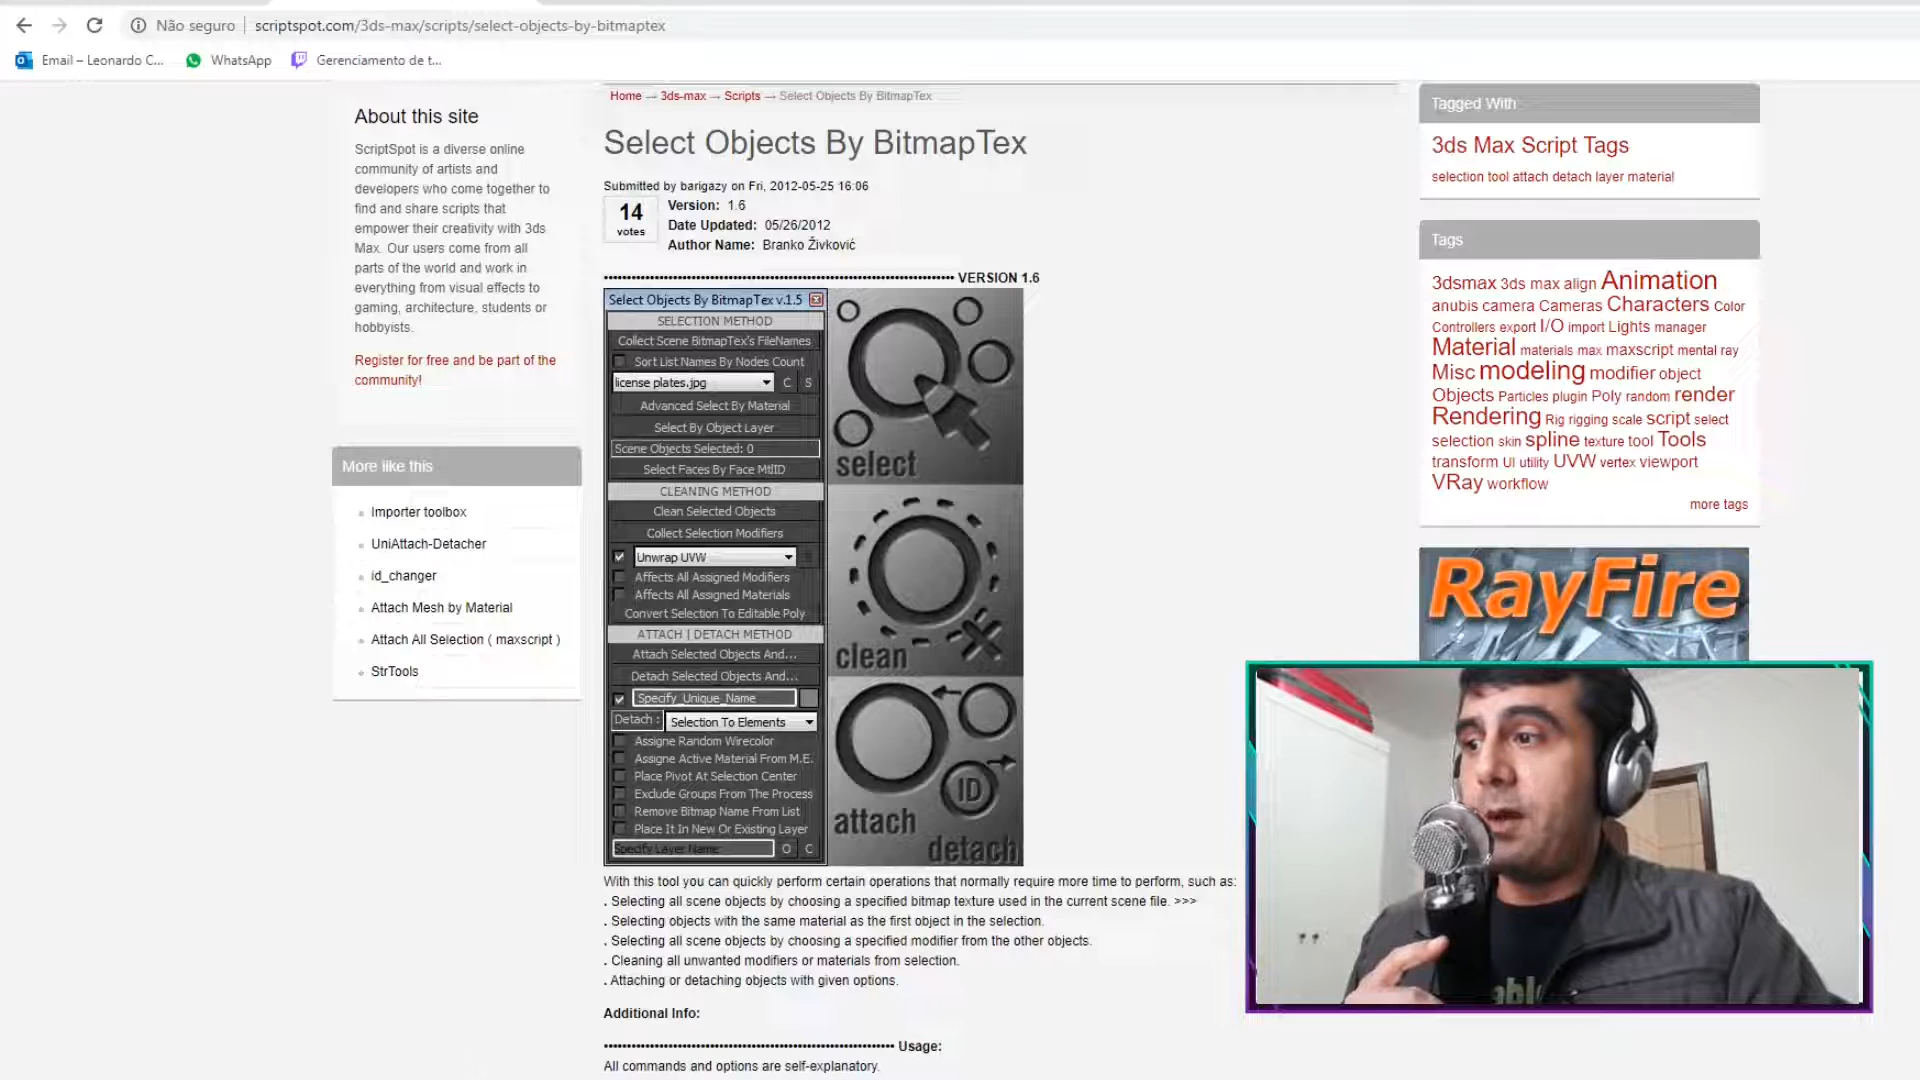 Não seguro
scriptspot.com/3ds-max/scripts/select-objects-by-bitmaptex
Email – Leonardo C...
WhatsApp
Gerenciamento de t...
About this site
ScriptSpot is a diverse online
community of artists and
developers who come together to
find and share scripts that
empower their creativity with 3ds
Max. Our users come from all
parts of the world and work in
everything from visual effects to
gaming, architecture, students or
hobbyists.
Register for free and be part of the
community!
More like this
Importer toolbox
UniAttach-Detacher
id_changer
Attach Mesh by Material
Attach All Selection ( maxscript )
StrTools
Home → 3ds-max → Scripts → Select Objects By BitmapTex
Select Objects By BitmapTex
Submitted by barigazy on Fri, 2012-05-25 16:06
14
votes
Version: 1.6
Date Updated: 05/26/2012
Author Name: Branko Živković
VERSION 1.6
Select Objects By BitmapTex v.1.5
SELECTION METHOD
Collect Scene BitmapTex's FileNames
Sort List Names By Nodes Count
license plates.jpg C S
Advanced Select By Material
Select By Object Layer
Scene Objects Selected: 0
Select Faces By Face MtlID
CLEANING METHOD
Clean Selected Objects
Collect Selection Modifiers
Unwrap UVW
Affects All Assigned Modifiers
Affects All Assigned Materials
Convert Selection To Editable Poly
ATTACH | DETACH METHOD
Attach Selected Objects And...
Detach Selected Objects And...
Specify_Unique_Name
Detach : Selection To Elements
Assigne Random Wirecolor
Assigne Active Material From M.E.
Place Pivot At Selection Center
Exclude Groups From The Process
Remove Bitmap Name From List
Place It In New Or Existing Layer
Specify Layer Name O C
select
clean
ID
attach
detach
With this tool you can quickly perform certain operations that normally require more time to perform, such as:
. Selecting all scene objects by choosing a specified bitmap texture used in the current scene file. >>>
. Selecting objects with the same material as the first object in the selection.
. Selecting all scene objects by choosing a specified modifier from the other objects.
. Cleaning all unwanted modifiers or materials from selection.
. Attaching or detaching objects with given options.
Additional Info:
Usage:
All commands and options are self-explanatory.
Tagged With
3ds Max Script Tags
selection tool attach detach layer material
Tags
3dsmax 3ds max align Animation
anubis camera Cameras Characters Color
Controllers export I/O import Lights manager
Material materials max maxscript mental ray
Misc modeling modifier object
Objects Particles plugin Poly random render
Rendering Rig rigging scale script select
selection skin spline texture tool Tools
transform UI utility UVW vertex viewport
VRay workflow
more tags
RayFire